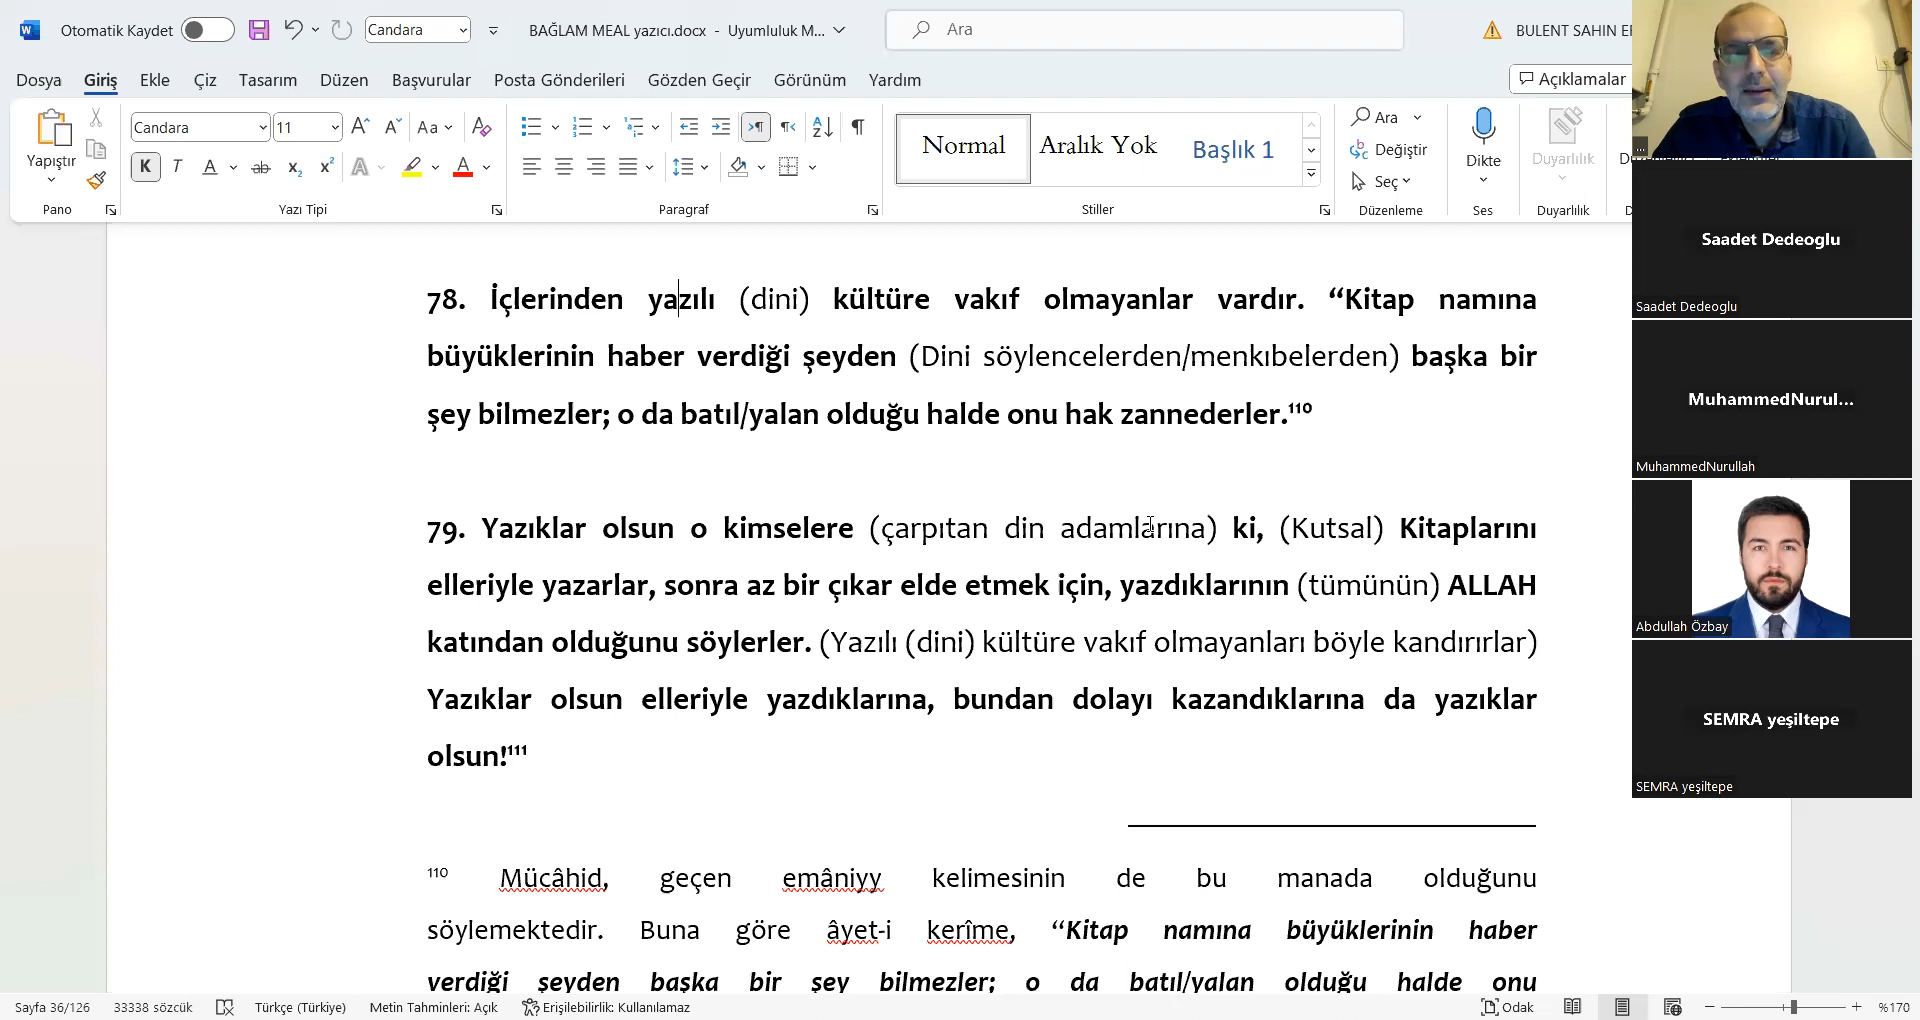 Otomatik Kaydet
Candara
BAĞLAM MEAL yazıcı.docx - Uyumluluk M...
Ara
BULENT SAHIN
Dosya Giriş Ekle Çiz Tasarım Düzen Başvurular Posta Gönderileri Gözden Geçir Görünüm Yardım
Açıklamalar
Yapıştır
Pano
Candara 11
Yazı Tipi
Paragraf
Normal Aralık Yok Başlık 1
Stiller
Ara
Değiştir
Seç
Düzenleme
Dikte
Ses
Duyarlılık
Duyarlılık
78. İçlerinden yazılı (dini) kültüre vakıf olmayanlar vardır. “Kitap namına
büyüklerinin haber verdiği şeyden (Dini söylencelerden/menkıbelerden) başka bir
şey bilmezler; o da batıl/yalan olduğu halde onu hak zannederler.¹¹⁰
79. Yazıklar olsun o kimselere (çarpıtan din adamlarına) ki, (Kutsal) Kitaplarını
elleriyle yazarlar, sonra az bir çıkar elde etmek için, yazdıklarının (tümünün) ALLAH
katından olduğunu söylerler. (Yazılı (dini) kültüre vakıf olmayanları böyle kandırırlar)
Yazıklar olsun elleriyle yazdıklarına, bundan dolayı kazandıklarına da yazıklar
olsun!¹¹¹
110 Mücâhid, geçen emâniyy kelimesinin de bu manada olduğunu
söylemektedir. Buna göre âyet-i kerîme, “Kitap namına büyüklerinin haber
verdiği şeyden başka bir şey bilmezler; o da batıl/yalan olduğu halde onu
Saadet Dedeoglu
Saadet Dedeoglu
MuhammedNurul...
MuhammedNurullah
Abdullah Özbay
SEMRA yeşiltepe
SEMRA yeşiltepe
Sayfa 36/126 33338 sözcük Türkçe (Türkiye) Metin Tahminleri: Açık Erişilebilirlik: Kullanılamaz
Odak
%170